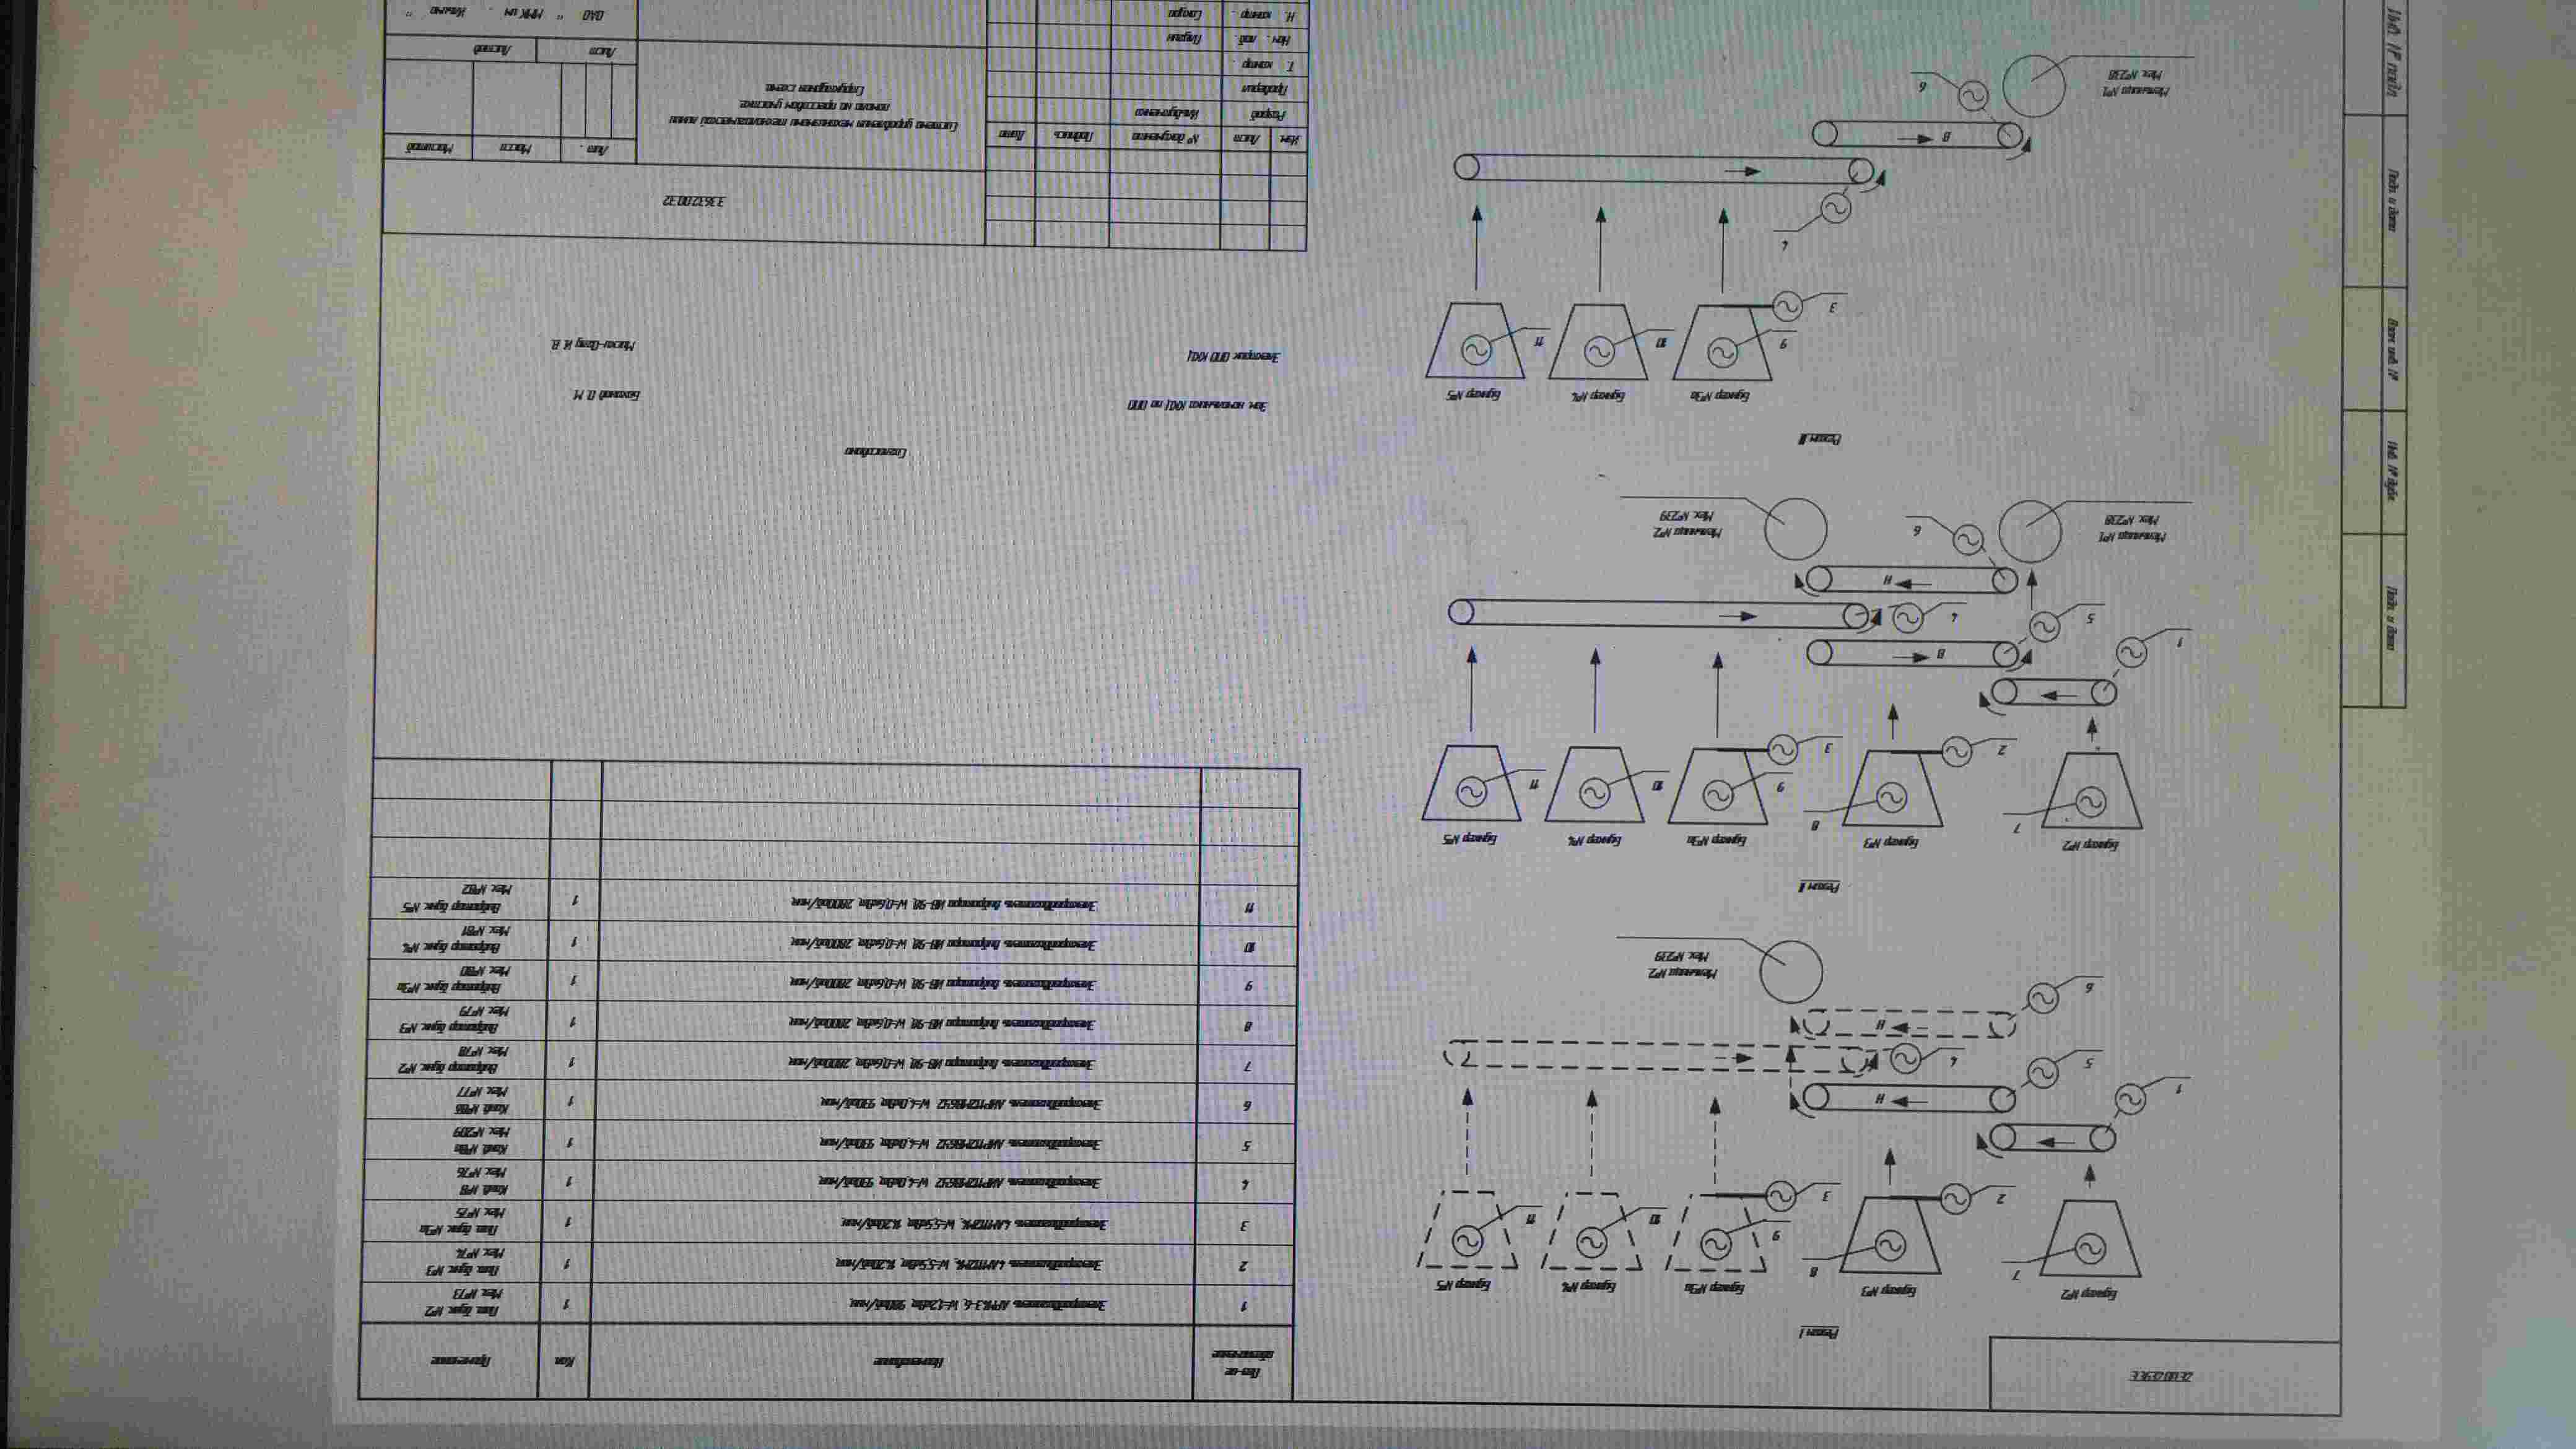 Режим I
Бункер №2
Бункер №3
Бункер №3а
Бункер №4
Бункер №5
7
8
9
10
11
2
3
1
5
4
6
Н
Н
Мельница №2
Мех. №239
Режим II
Бункер №2
Бункер №3
Бункер №3а
Бункер №4
Бункер №5
7
8
9
10
11
2
3
1
5
4
В
Н
6
Мельница №1
Мех. №238
Мельница №2
Мех. №239
Режим III
Бункер №3а
Бункер №4
Бункер №5
9
10
11
3
4
В
6
Мельница №1
Мех. №238
Поз-ое обозначение
Наименование
Кол.
Примечание
1 Электродвигатель АРМ43-6, W=1,2кВт, 980об/мин, 1 Пит. бунк. №2
Мех. №73
2 Электродвигатель 4АМ112М4, W=5,5кВт, 1420об/мин, 1 Пит. бунк. №3
Мех. №74
3 Электродвигатель 4АМ112М4, W=5,5кВт, 1420об/мин, 1 Пит. бунк. №3а
Мех. №75
4 Электродвигатель АИР112МВ6У2 W=4,0кВт, 930об/мин, 1 Конв. №8
Мех. №76
5 Электродвигатель АИР112МВ6У2 W=4,0кВт, 930об/мин, 1 Конв. №8а
Мех. №209
6 Электродвигатель АИР112МВ6У2 W=4,0кВт, 930об/мин, 1 Конв. №8б
Мех. №77
7 Электродвигатель вибратора ИВ-98, W=0,6кВт, 2800об/мин, 1 Вибратор бунк. №2
Мех. №78
8 Электродвигатель вибратора ИВ-98, W=0,6кВт, 2800об/мин, 1 Вибратор бунк. №3
Мех. №79
9 Электродвигатель вибратора ИВ-98, W=0,6кВт, 2800об/мин, 1 Вибратор бунк. №3а
Мех. №80
10 Электродвигатель вибратора ИВ-98, W=0,6кВт, 2800об/мин, 1 Вибратор бунк. №4
Мех. №81
11 Электродвигатель вибратора ИВ-98, W=0,6кВт, 2800об/мин, 1 Вибратор бунк. №5
Мех. №82
Согласовано
Зам. начальника ККЦ по ОПО
Электрик ОПО ККЦ
Подп. и дата
Инв. № дубл.
Взам. инв. №
Подп. и дата
Инв. № подл.
Изм. Лист № документа Подпись Дата
Разраб
Проверил
Т. контр.
Нач. лаб. Плугин
Н. контр. Сакура
Система управления механизмами технологической линии
помола на прессовом участке.
Структурная схема.
Лит. Масса Масштаб
Лист Листов
ОАО " ММК им. Ильича "